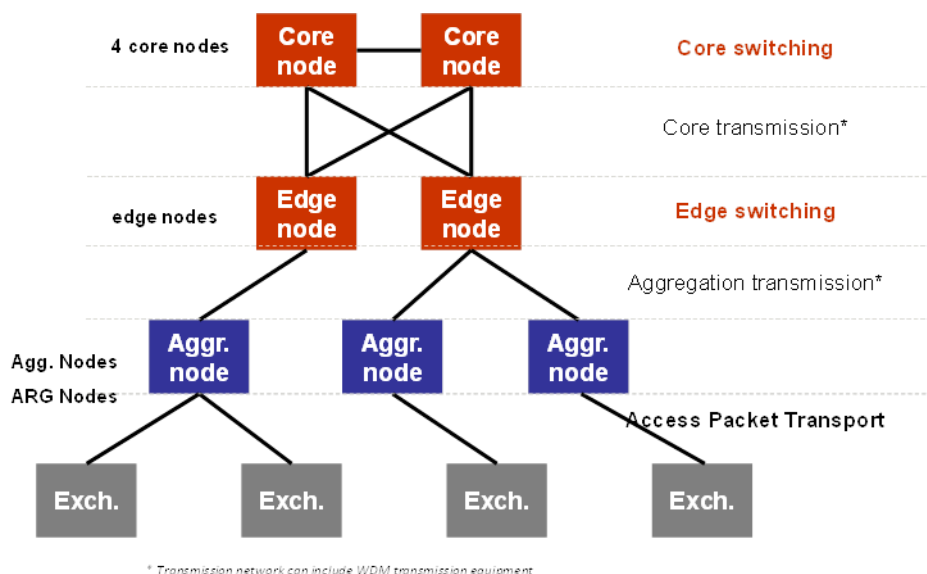 4 core nodes
Core
node
Core
node
Core switching
Core transmission*
edge nodes
Edge
node
Edge
node
Edge switching
Aggregation transmission*
Agg. Nodes
ARG Nodes
Aggr.
node
Aggr.
node
Aggr.
node
Access Packet Transport
Exch.
Exch.
Exch.
Exch.
* Transmission network can include WDM transmission equipment